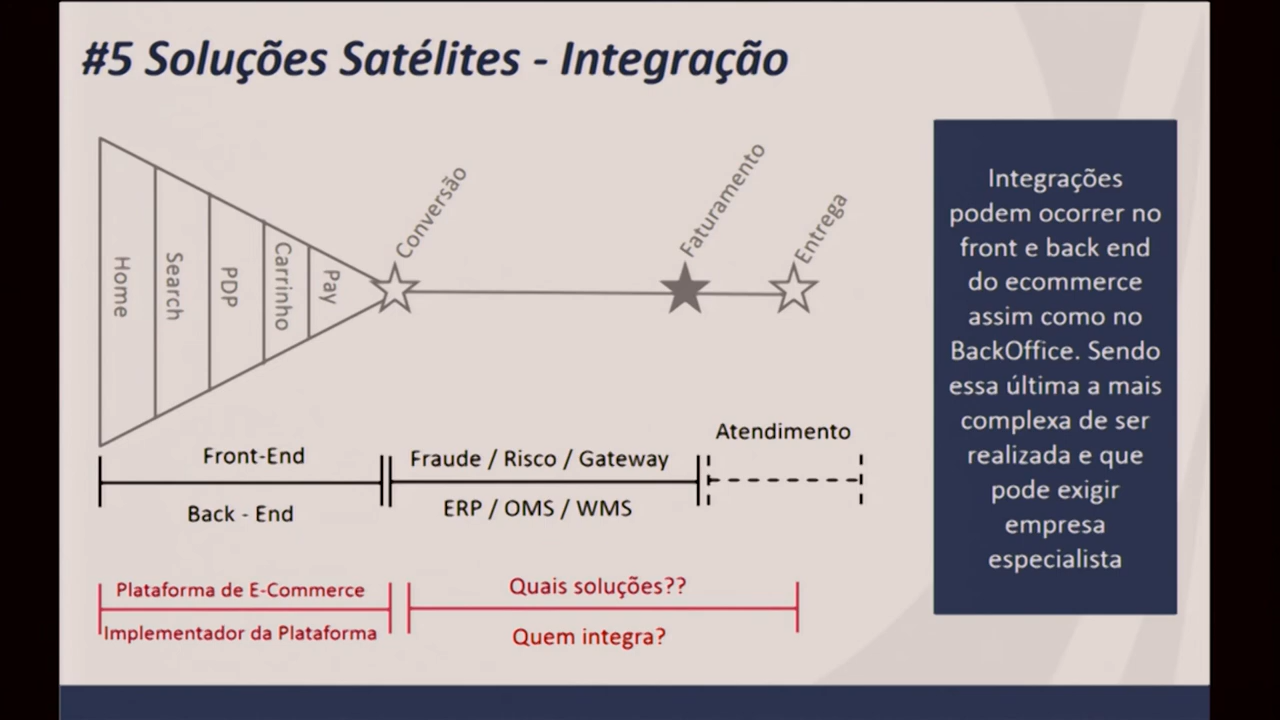 #5 Soluções Satélites - Integração
Home
Search
PDP
Carrinho
Pay
Conversão
Faturamento
Entrega
Front-End
Back - End
Fraude / Risco / Gateway
ERP / OMS / WMS
Atendimento
Plataforma de E-Commerce
Implementador da Plataforma
Quais soluções??
Quem integra?
Integrações
podem ocorrer no
front e back end
do ecommerce
assim como no
BackOffice. Sendo
essa última a mais
complexa de ser
realizada e que
pode exigir
empresa
especialista